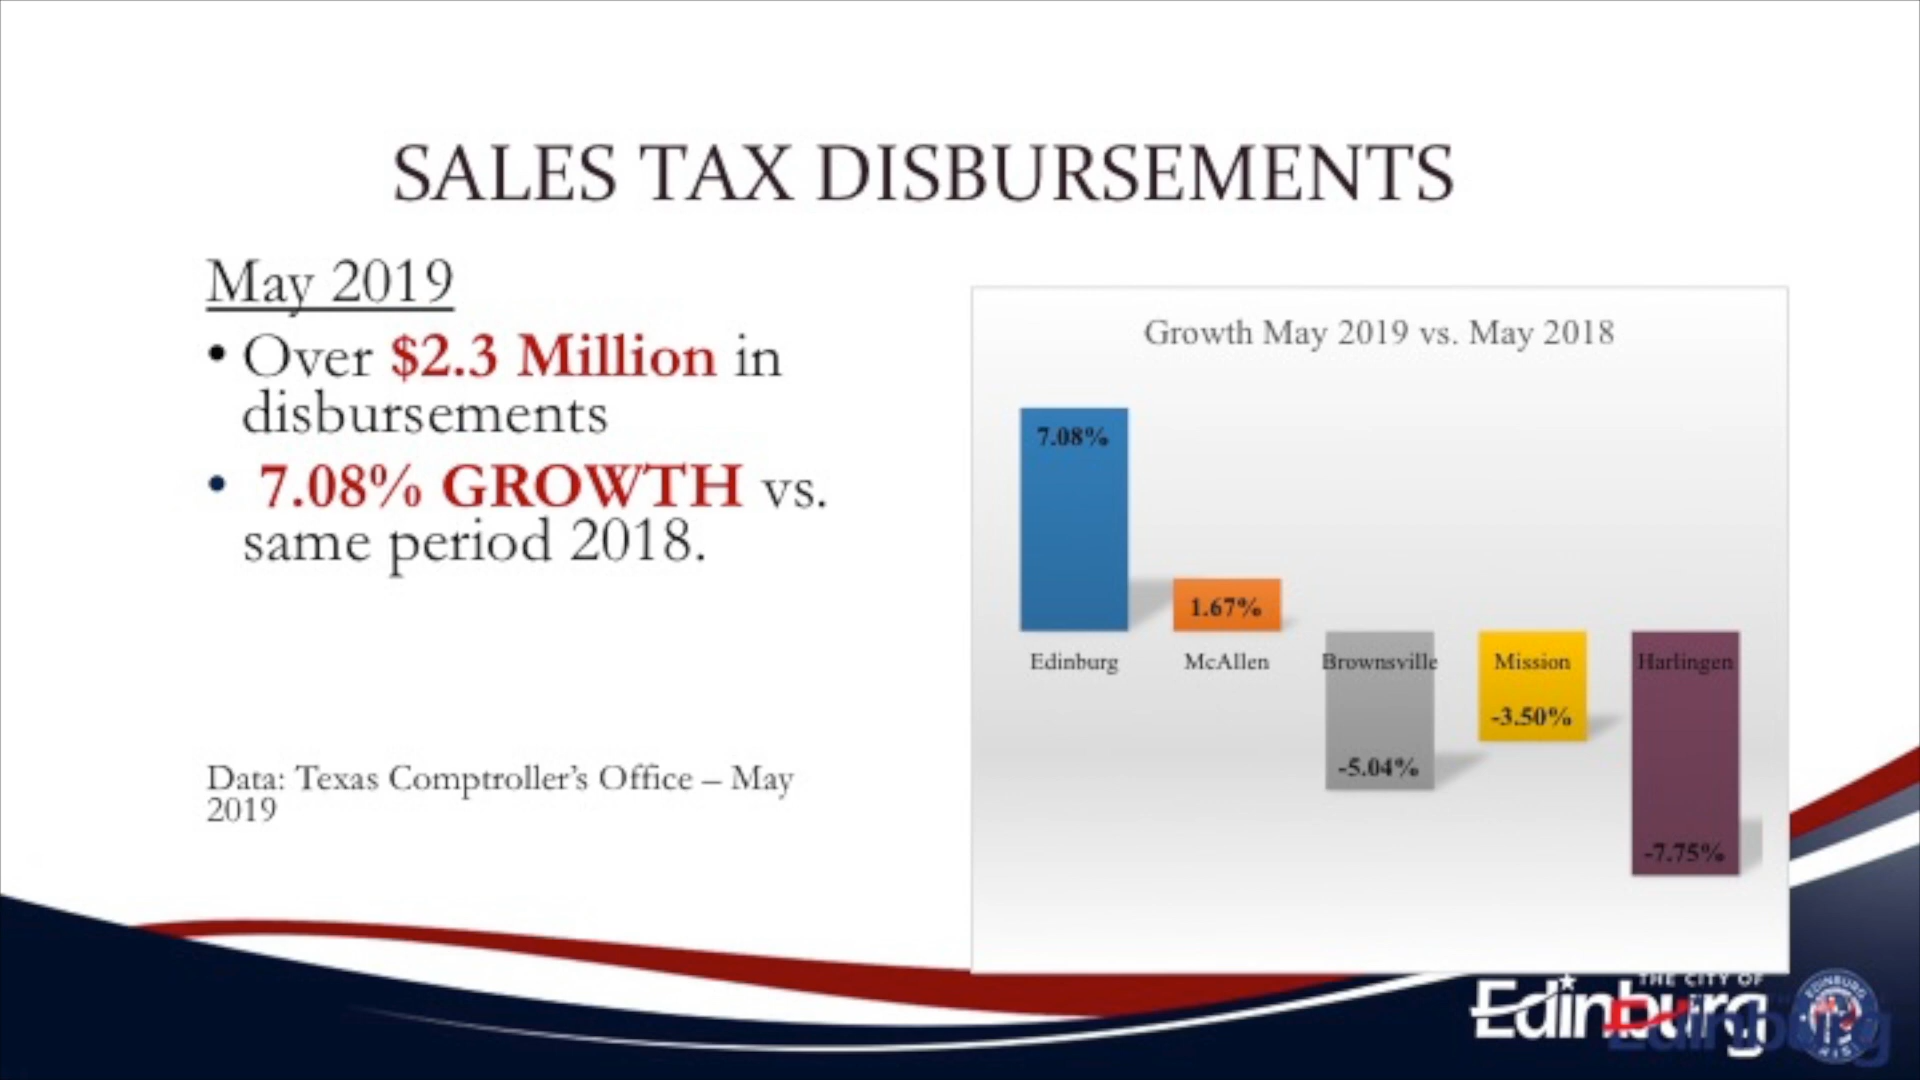 SALES TAX DISBURSEMENTS
May 2019
• Over $2.3 Million in
disbursements
• 7.08% GROWTH vs.
same period 2018.
Data: Texas Comptroller’s Office – May
2019
Growth May 2019 vs. May 2018
7.08%
1.67%
Edinburg McAllen Brownsville Mission Harlingen
-3.50%
-5.04%
-7.75%
THE CITY OF
Edinburg
EDINBURG